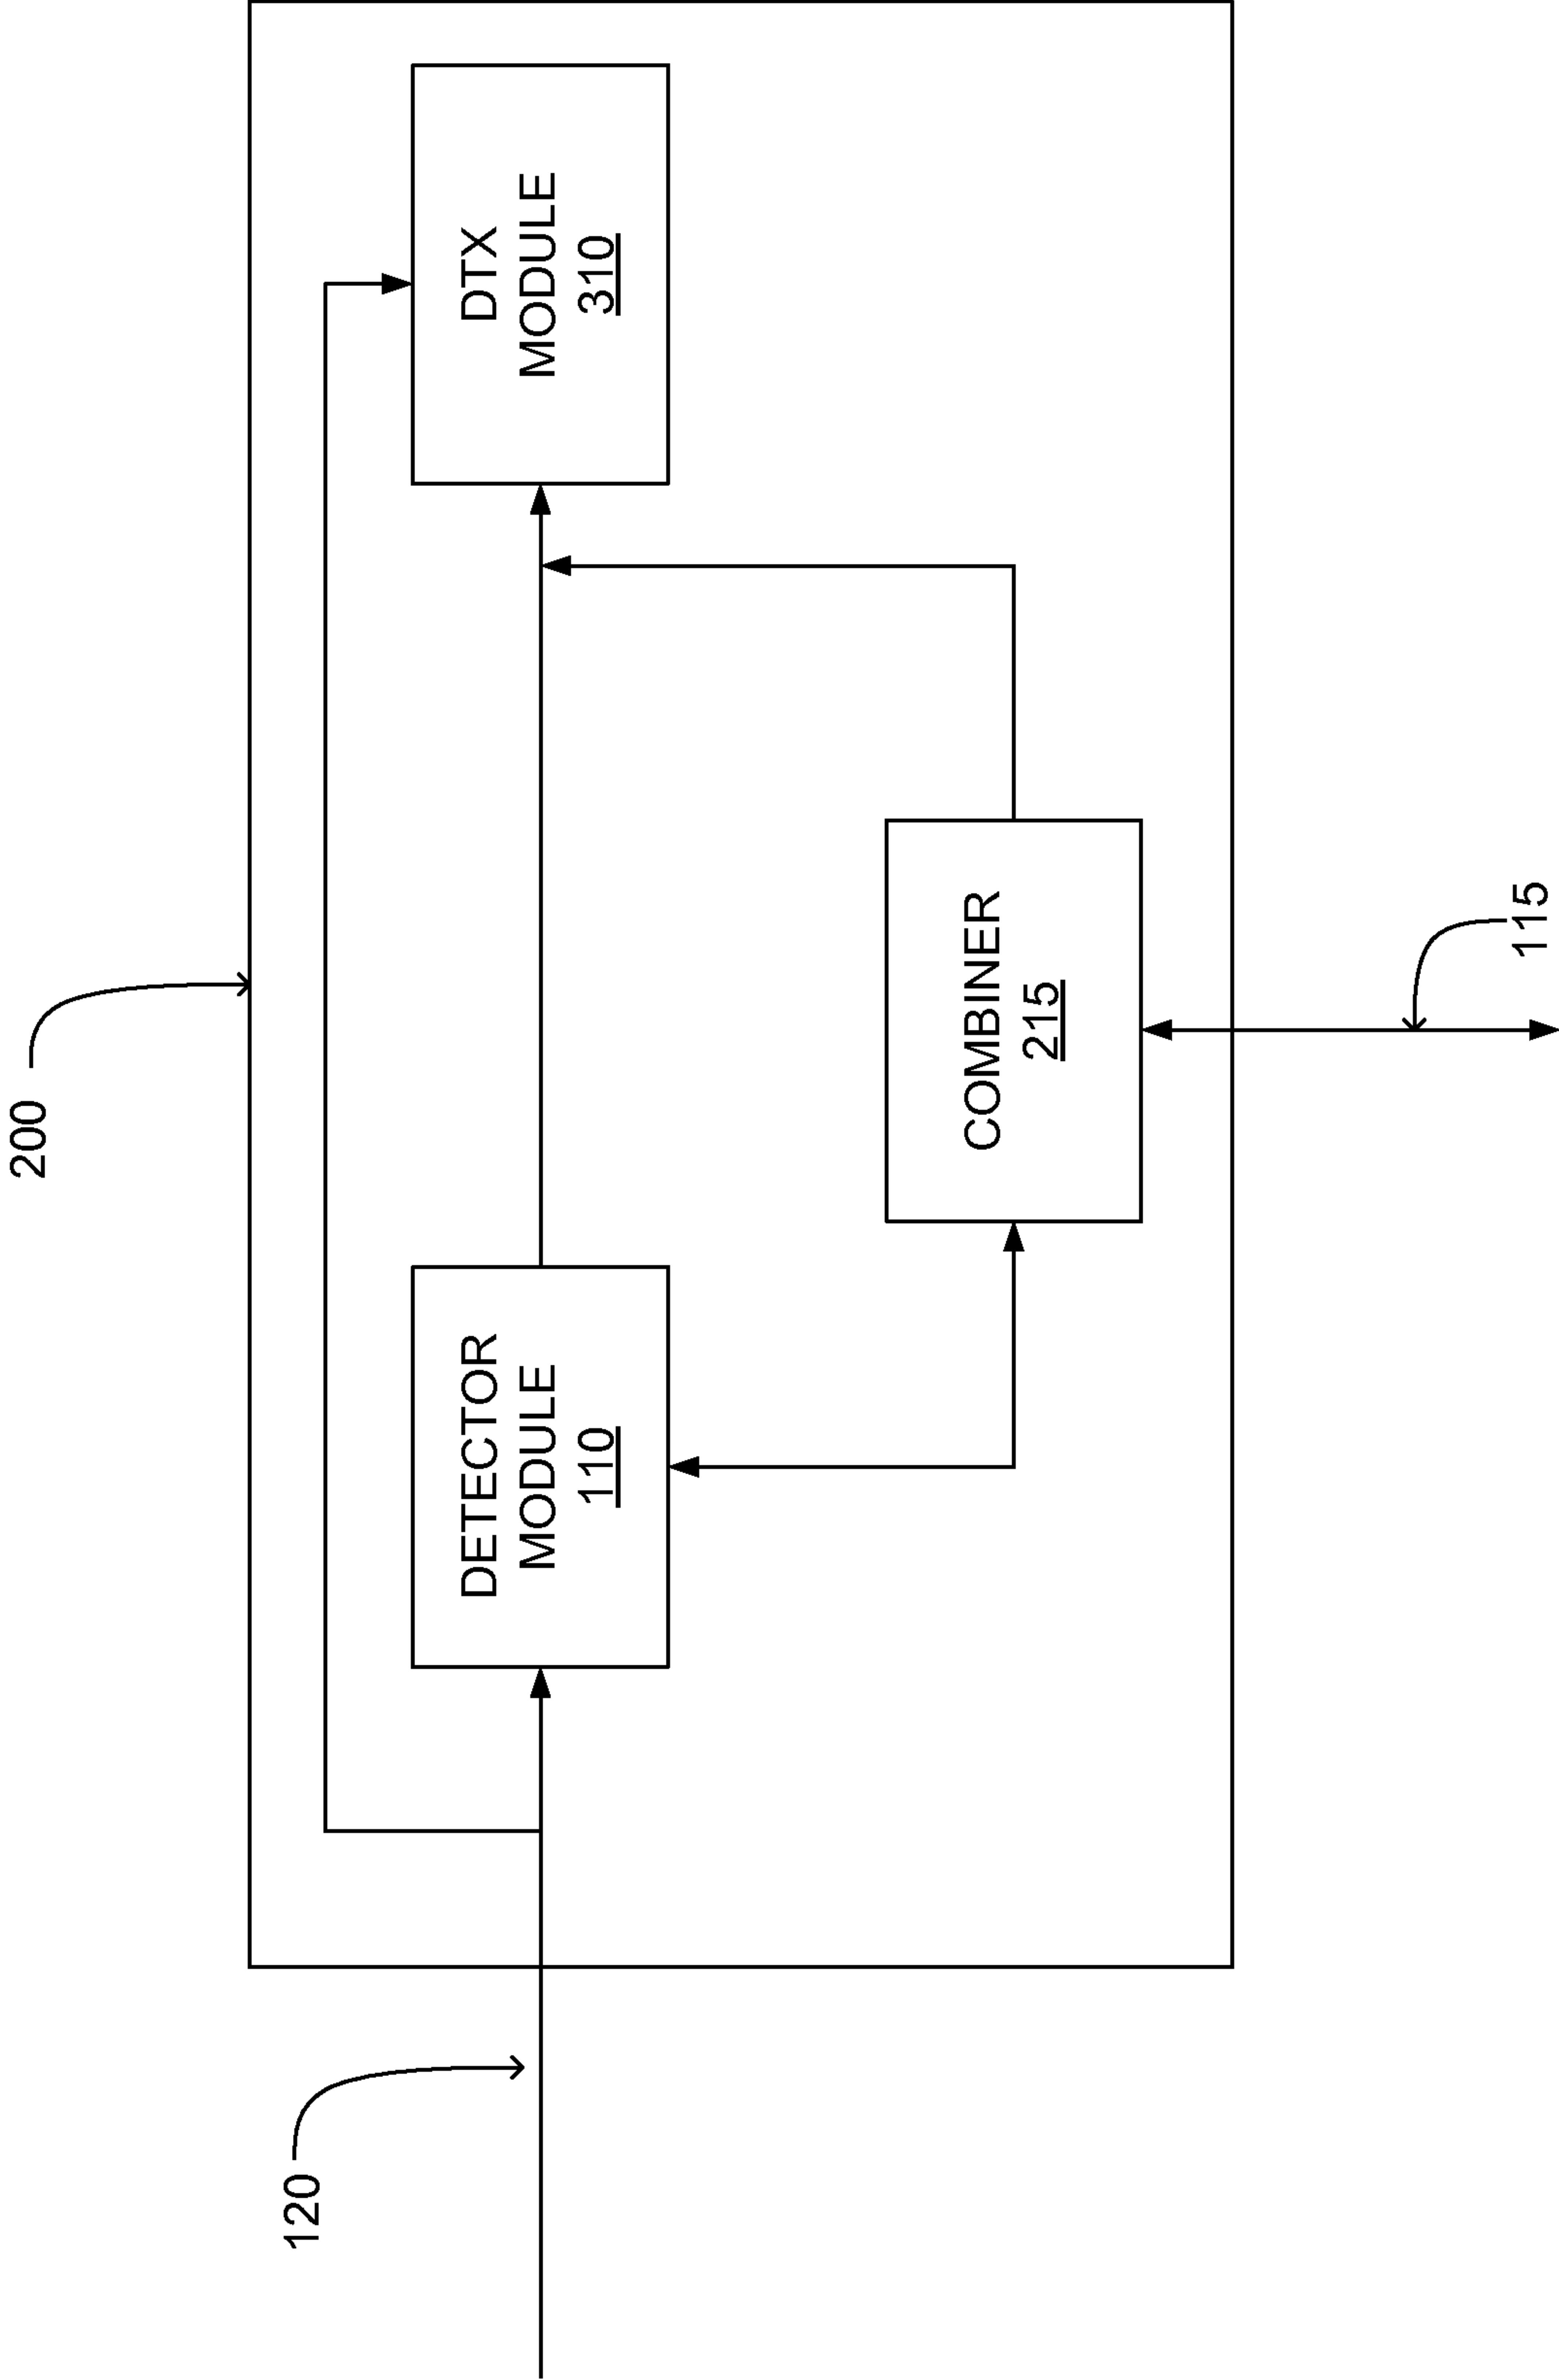 200
DTX
MODULE
310
DETECTOR
MODULE
110
COMBINER
215
120
115